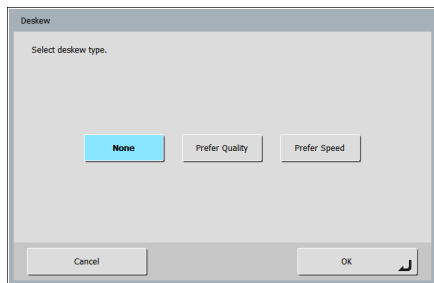 Deskew
Select deskew type.
None Prefer Quality Prefer Speed
Cancel OK